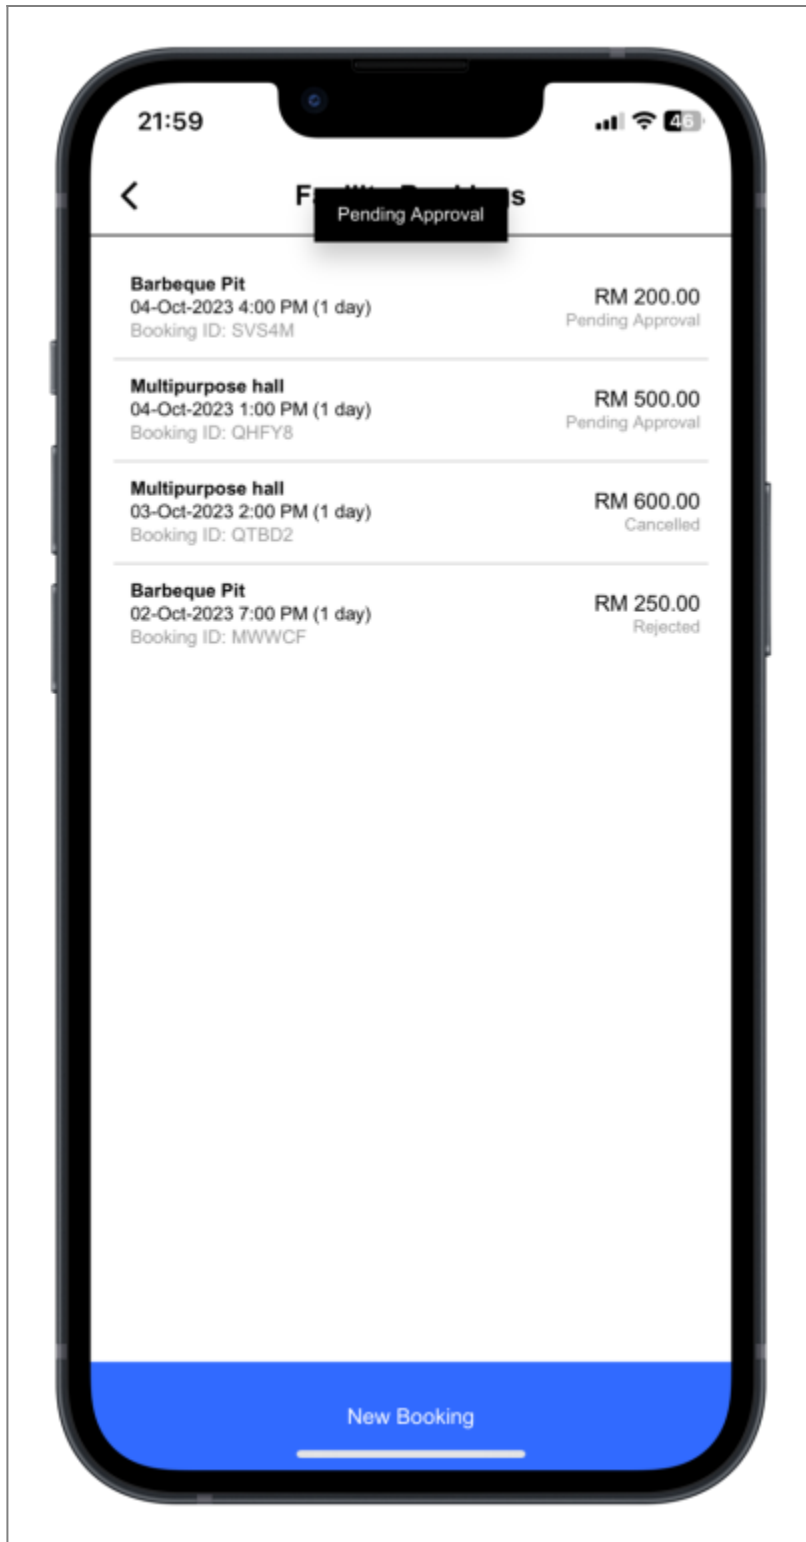 21:59
46
Pending Approval
Barbeque Pit
04-Oct-2023 4:00 PM (1 day)
Booking ID: SVS4M
RM 200.00
Pending Approval
Multipurpose hall
04-Oct-2023 1:00 PM (1 day)
Booking ID: QHFY8
RM 500.00
Pending Approval
Multipurpose hall
03-Oct-2023 2:00 PM (1 day)
Booking ID: QTBD2
RM 600.00
Cancelled
Barbeque Pit
02-Oct-2023 7:00 PM (1 day)
Booking ID: MWWCF
RM 250.00
Rejected
New Booking